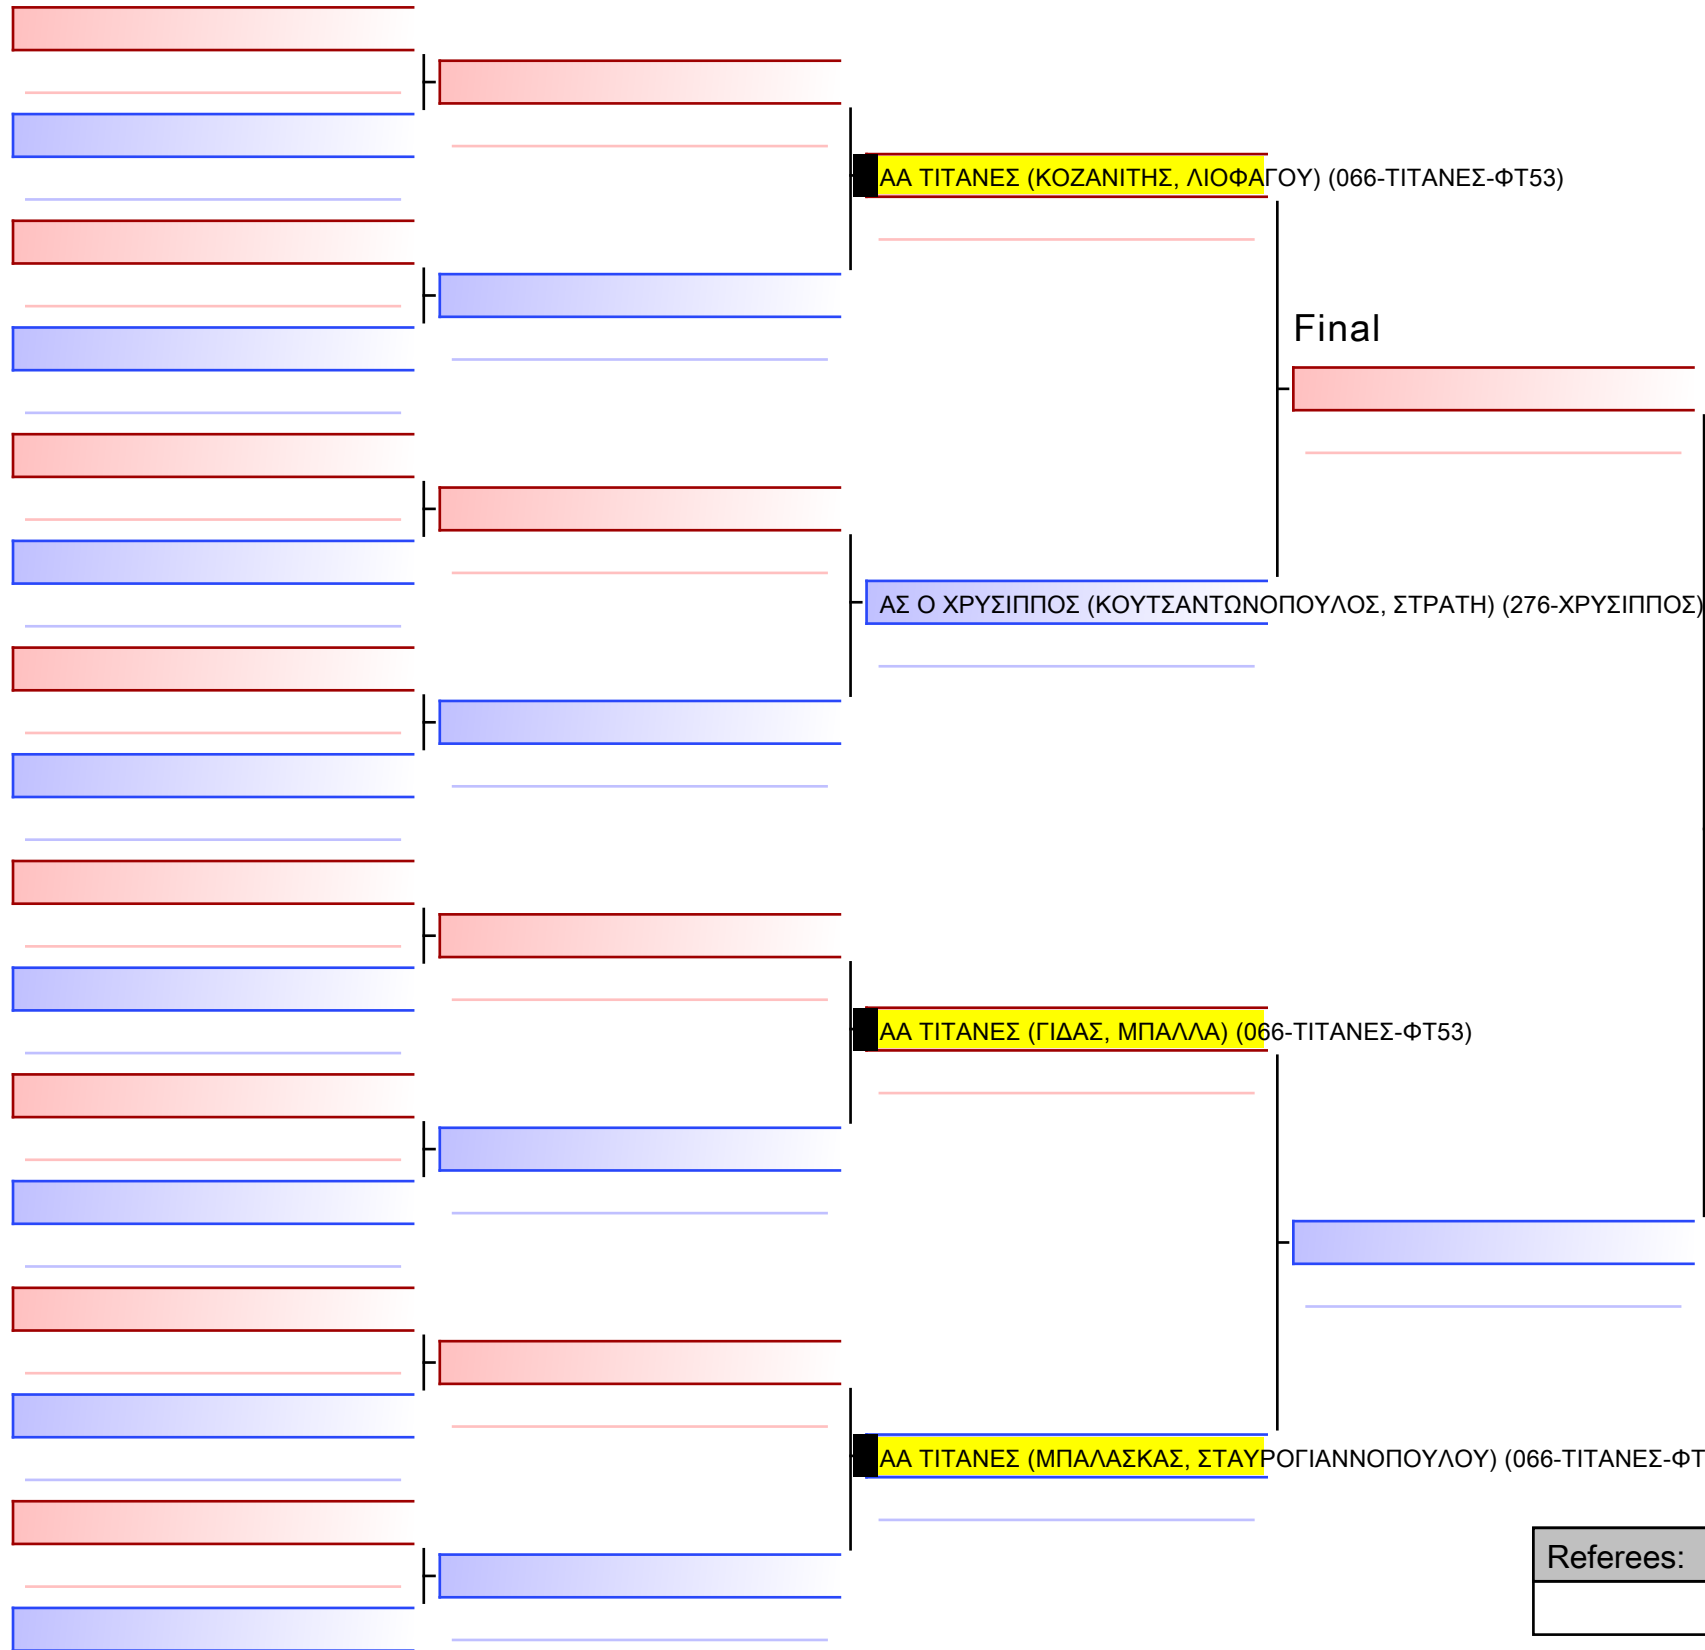 ΑΑ ΤΙΤΑΝΕΣ (ΚΟΖΑΝΙΤΗΣ, ΛΙΟΦΑΓΟΥ) (066-ΤΙΤΑΝΕΣ-ΦΤ53)
Final
ΑΣ Ο ΧΡΥΣΙΠΠΟΣ (ΚΟΥΤΣΑΝΤΩΝΟΠΟΥΛΟΣ, ΣΤΡΑΤΗ) (276-ΧΡΥΣΙΠΠΟΣ)
ΑΑ ΤΙΤΑΝΕΣ (ΓΙΔΑΣ, ΜΠΑΛΛΑ) (066-ΤΙΤΑΝΕΣ-ΦΤ53)
ΑΑ ΤΙΤΑΝΕΣ (ΜΠΑΛΑΣΚΑΣ, ΣΤΑΥΡΟΓΙΑΝΝΟΠΟΥΛΟΥ) (066-ΤΙΤΑΝΕΣ-ΦΤ
Referees: